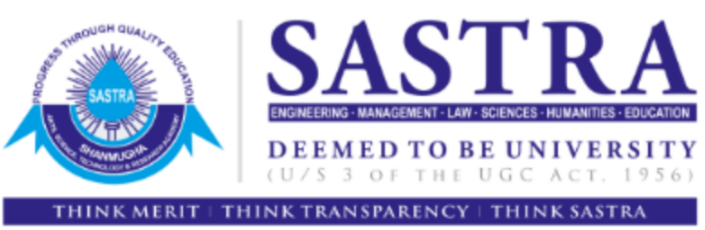 PROGRESS THROUGH QUALITY EDUCATION
SASTRA
SHANMUGHA
ARTS SCIENCE TECHNOLOGY & RESEARCH ACADEMY
SASTRA
ENGINEERING · MANAGEMENT · LAW · SCIENCES · HUMANITIES · EDUCATION
DEEMED TO BE UNIVERSITY
(U/S 3 OF THE UGC ACT, 1956)
THINK MERIT | THINK TRANSPARENCY | THINK SASTRA